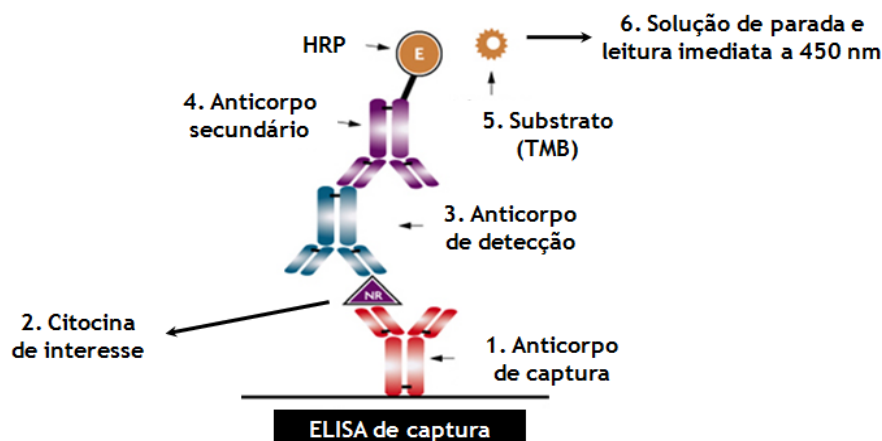 6. Solução de parada e
leitura imediata a 450 nm
HRP
E
4. Anticorpo
secundário
5. Substrato
(TMB)
3. Anticorpo
de detecção
NR
2. Citocina
de interesse
1. Anticorpo
de captura
ELISA de captura